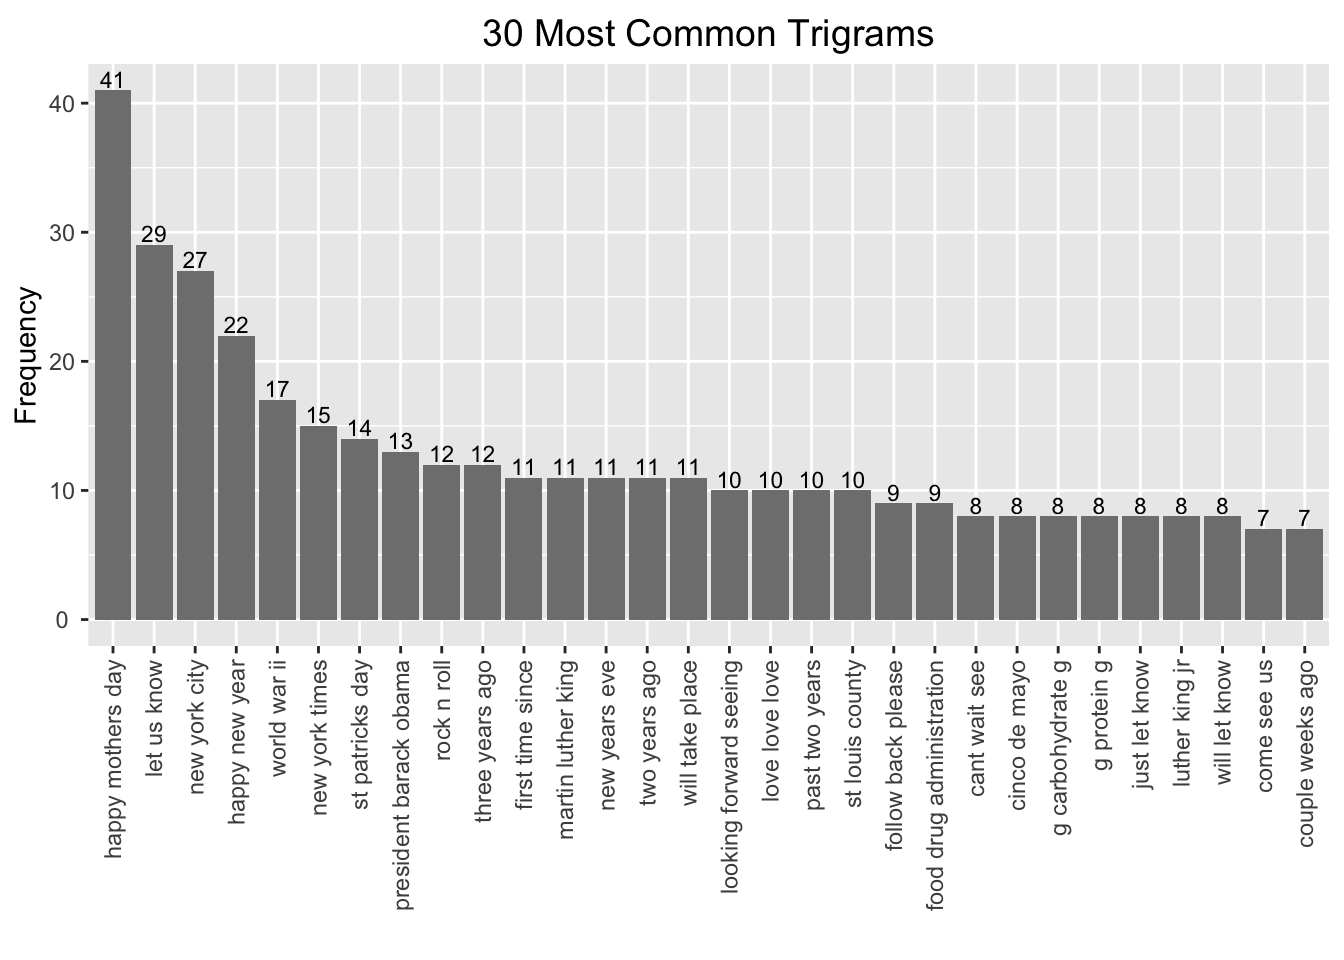 30 Most Common Trigrams
Frequency
40
30
20
10
0
41
29
27
22
17
15
14
13
12
12
11
11
11
11
11
10
10
10
10
9
9
8
8
8
8
8
8
8
7
7
happy mothers day
let us know
new york city
happy new year
world war ii
new york times
st patricks day
president barack obama
rock n roll
three years ago
first time since
martin luther king
new years eve
two years ago
will take place
looking forward seeing
love love love
past two years
st louis county
follow back please
food drug administration
cant wait see
cinco de mayo
g carbohydrate g
g protein g
just let know
luther king jr
will let know
come see us
couple weeks ago